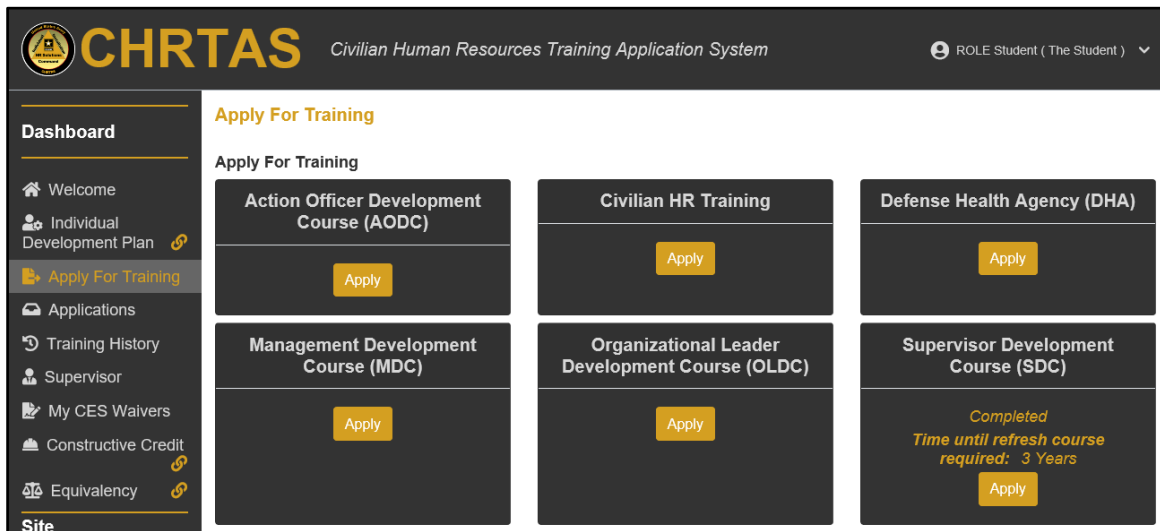 CHRTAS
Civilian Human Resources Training Application System
ROLE Student ( The Student )
Dashboard
Welcome
Individual
Development Plan
Apply For Training
Applications
Training History
Supervisor
My CES Waivers
Constructive Credit
Equivalency
Site
Apply For Training
Apply For Training
Action Officer Development
Course (AODC)
Apply
Civilian HR Training
Apply
Defense Health Agency (DHA)
Apply
Management Development
Course (MDC)
Apply
Organizational Leader
Development Course (OLDC)
Apply
Supervisor Development
Course (SDC)
Completed
Time until refresh course
required: 3 Years
Apply